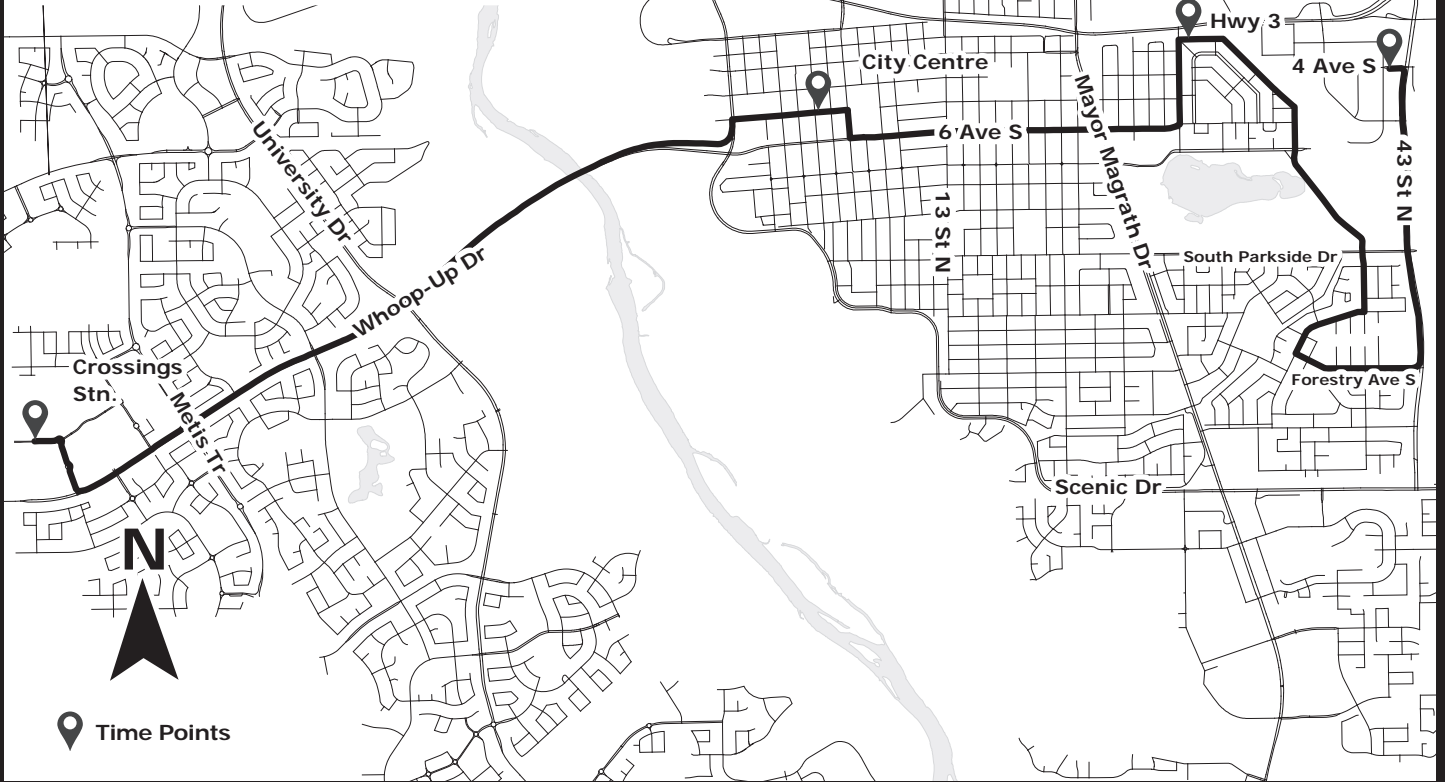 Hwy 3
City Centre
4 Ave S
6 Ave S
Mayor Magrath Dr
43 St N
University Dr
13 St N
South Parkside Dr
Whoop-Up Dr
Crossings
Stn.
Forestry Ave S
Metis Tr
Scenic Dr
N
Time Points